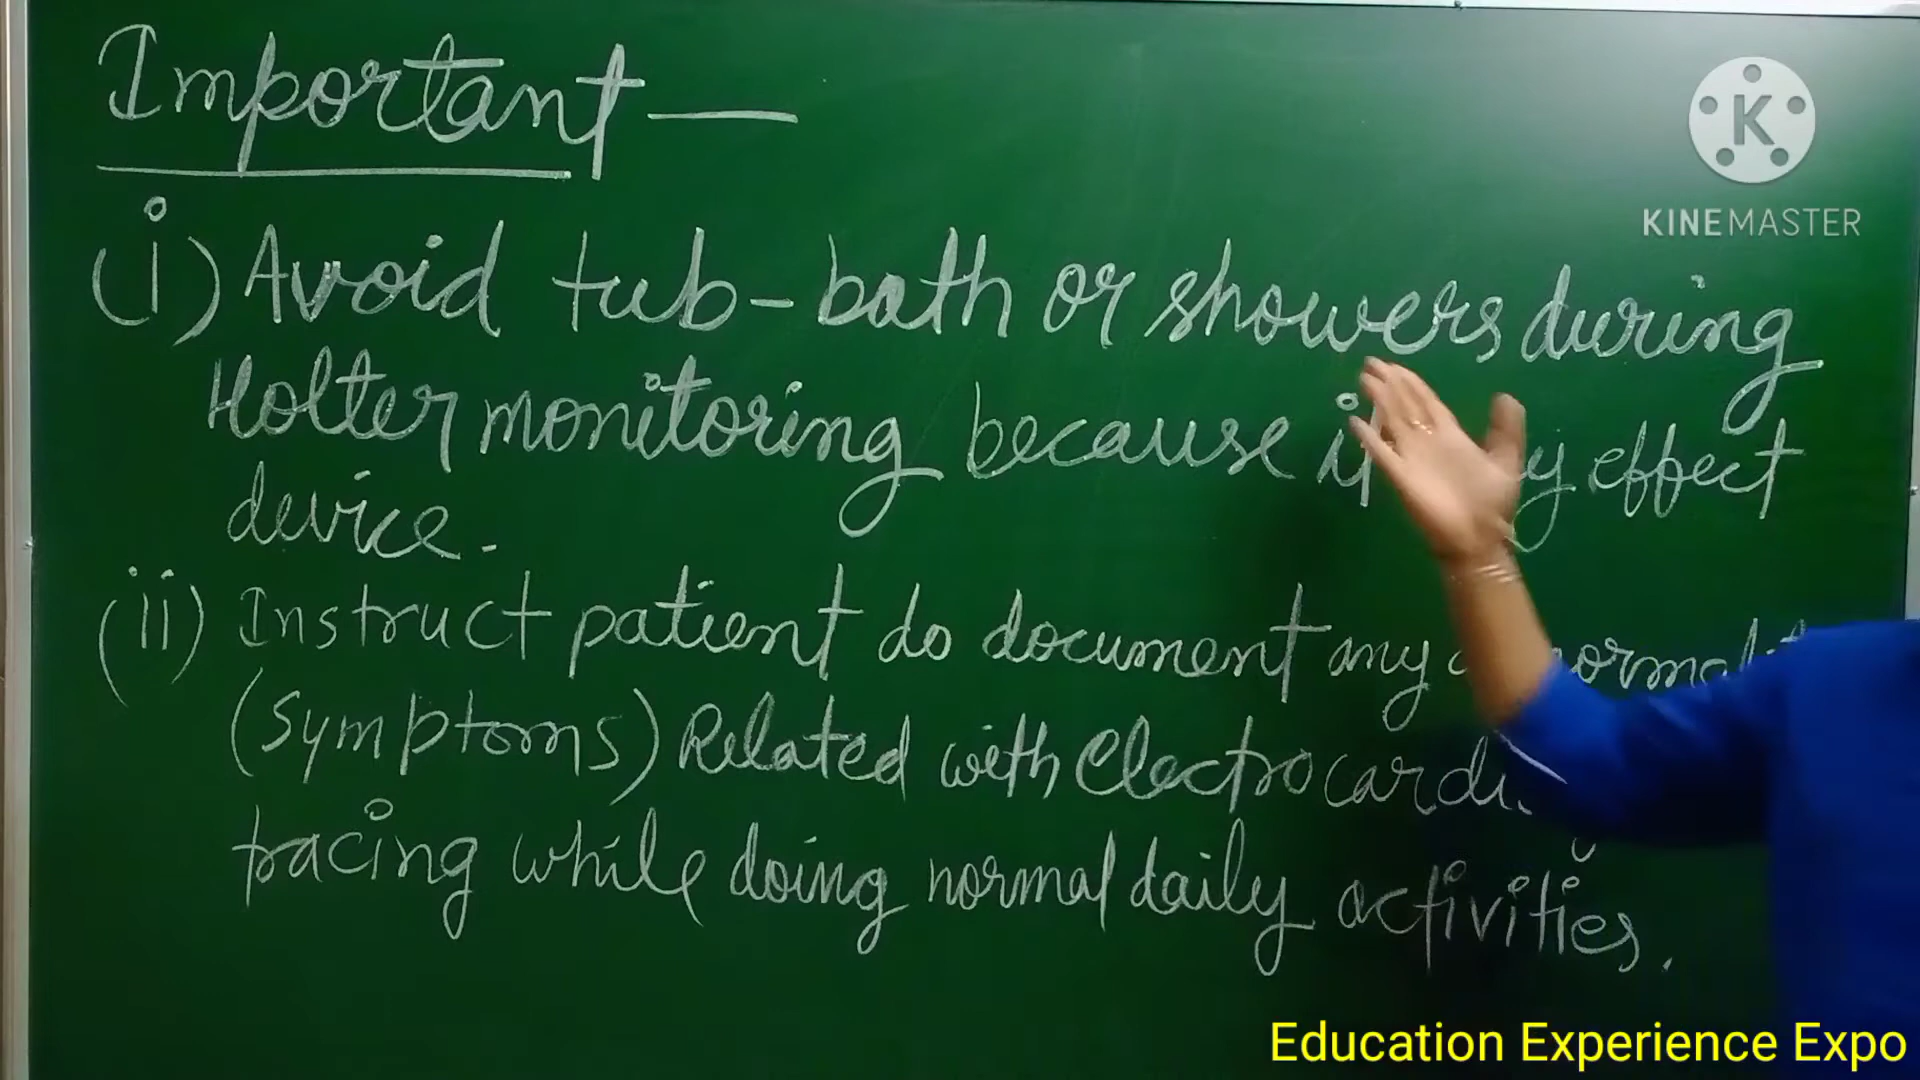 Important —
(i) Avoid tub-bath or showers during
Holter monitoring because effect
device.
(ii) Instruct patient do document any
(Symptoms) Related with
tracing while doing normal daily activities.
K
KINEMASTER
Education Experience Expo